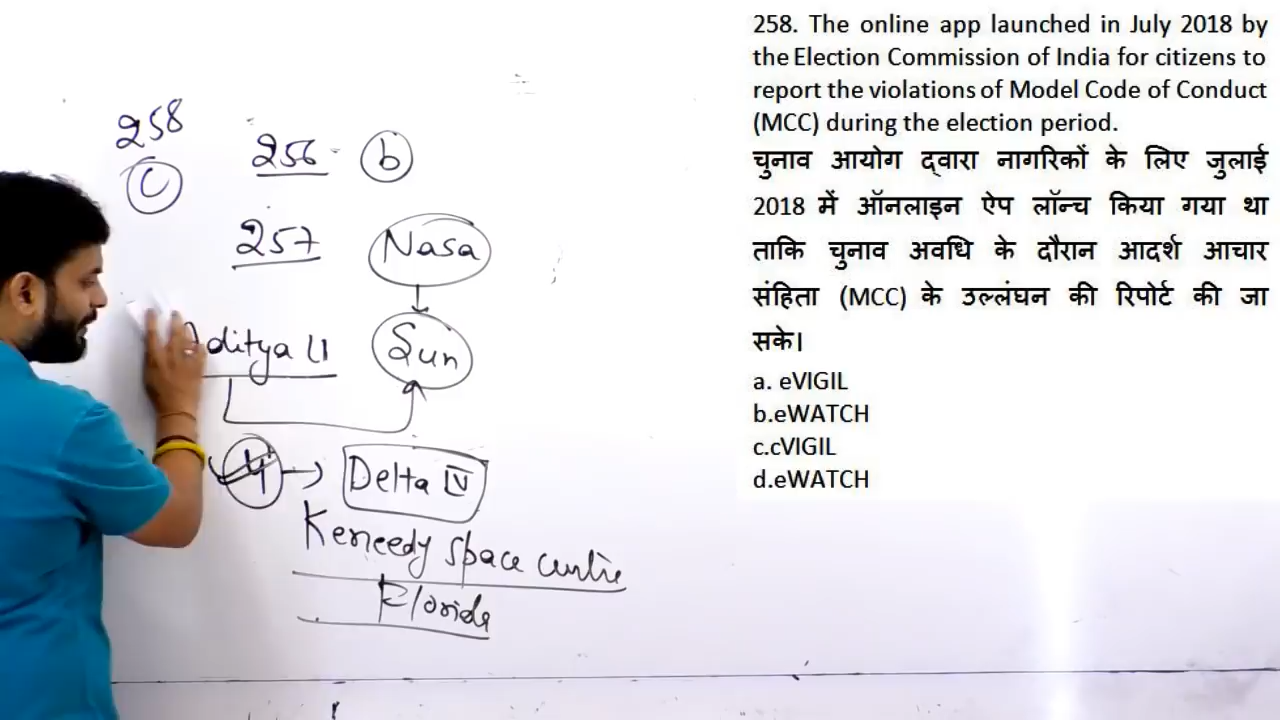 258
C
256 - b
257
Nasa
Aditya L1
Sun
4
Delta IV
Keneedy space centre
Floride
258. The online app launched in July 2018 by
the Election Commission of India for citizens to
report the violations of Model Code of Conduct
(MCC) during the election period.
चुनाव आयोग द्वारा नागरिकों के लिए जुलाई
2018 में ऑनलाइन ऐप लॉन्च किया गया था
ताकि चुनाव अवधि के दौरान आदर्श आचार
संहिता (MCC) के उल्लंघन की रिपोर्ट की जा
सके।
a. eVIGIL
b.eWATCH
c.cVIGIL
d.eWATCH